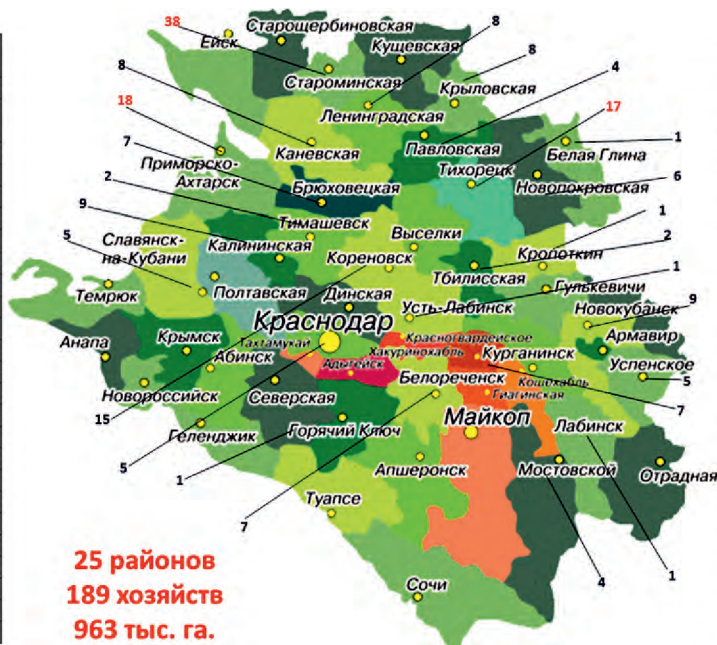 38
Старощербиновская
8
Ейск
Кущевская
8
8
Староминская
4
Крыловская
18
Ленинградская
17
7
Каневская
Павловская
1
Приморско-
Ахтарск
Тихорецк
Белая Глина
2
Брюховецкая
Новопокровская
6
9
Тимашевск
1
Славянск-
на-Кубани
Выселки
5
Калининская
Кореновск
Кропоткин
2
Тбилисская
1
Темрюк
Полтавская
Динская
Гулькевичи
Усть-Лабинск
Новокубанск
9
Краснодар
Анапа
Тахтамукай
Красногвардейское
Армавир
Крымск
Хакуринохабль
Курганинск
Абинск
Адыгейск
Успенское
Кошехабль
5
Белореченск
Новороссийск
Северская
Гиагинская
7
15
Майкоп
Геленджик
Горячий Ключ
Лабинск
5
Апшеронск
Мостовской
Отрадная
1
Туапсе
7
25 районов
4
1
189 хозяйств
Сочи
963 тыс. га.